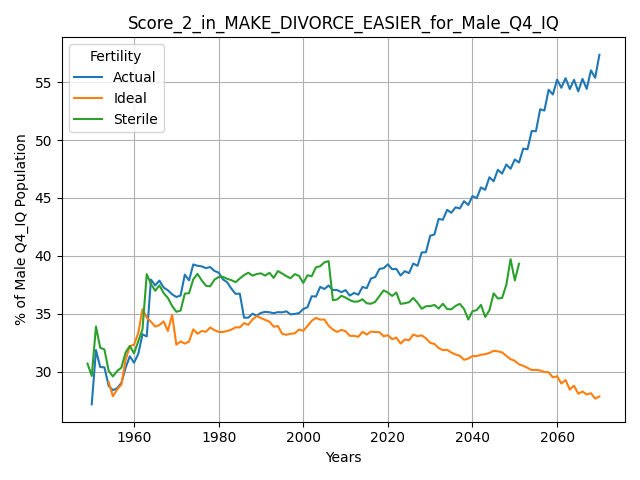 Score_2_in_MAKE_DIVORCE_EASIER_for_Male_Q4_IQ
Fertility
Actual
Ideal
Sterile
% of Male Q4_IQ Population
55
50
45
40
35
30
1960
1980
2000
2020
2040
2060
Years